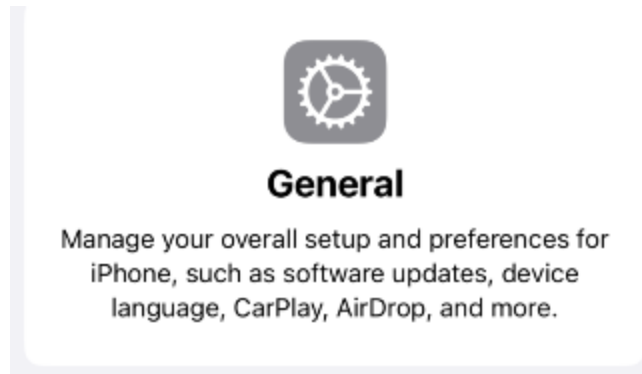 General
Manage your overall setup and preferences for
iPhone, such as software updates, device
language, CarPlay, AirDrop, and more.